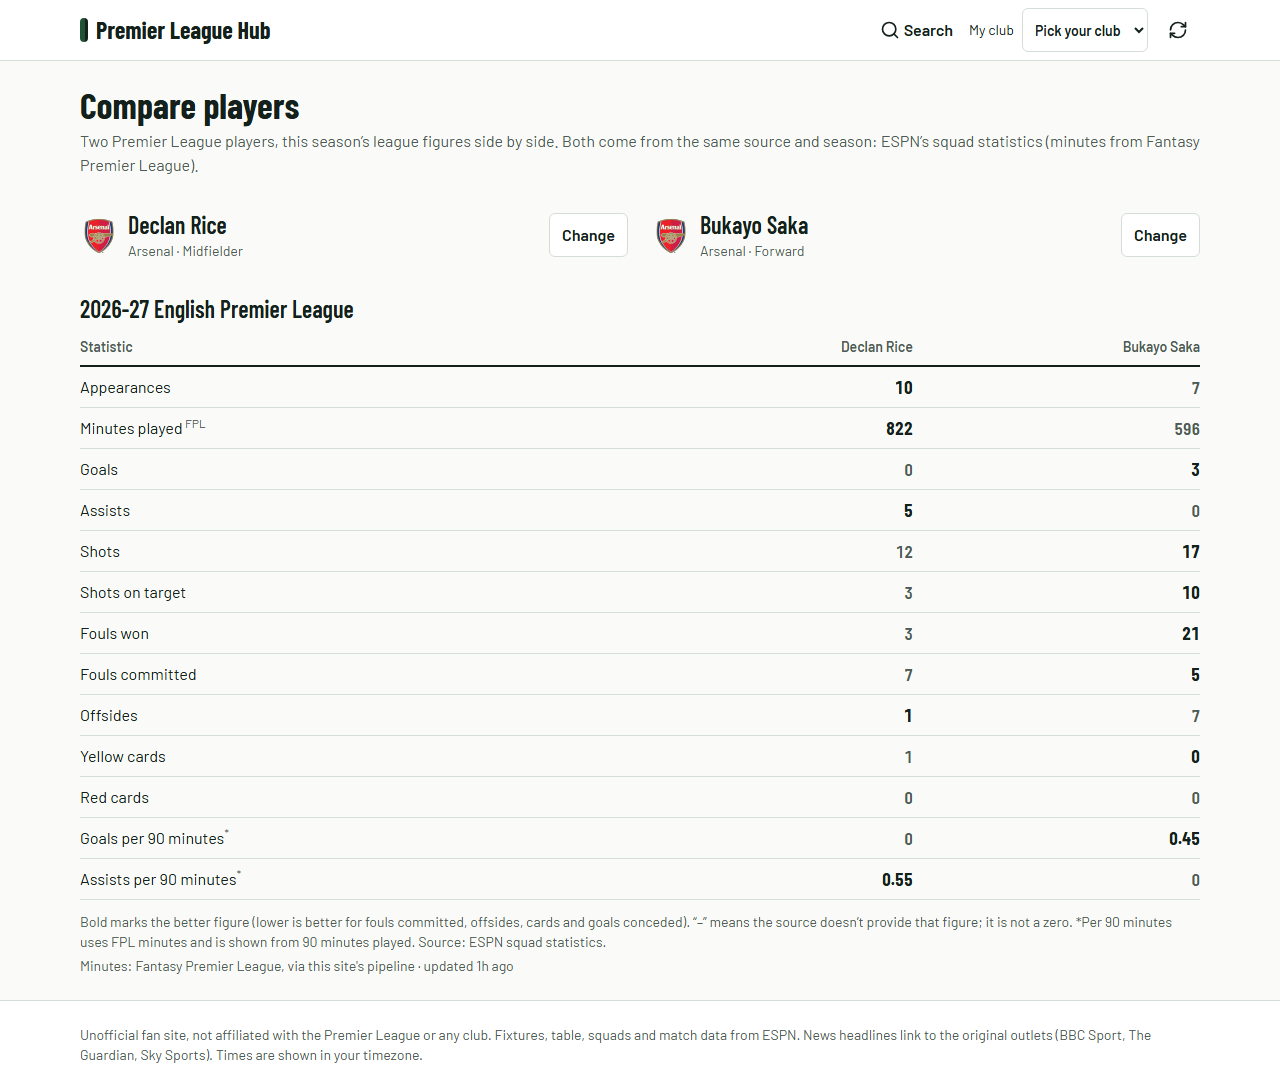 Premier League Hub
Search
My club
Pick your club
Compare players
Two Premier League players, this season’s league figures side by side. Both come from the same source and season: ESPN’s squad statistics (minutes from Fantasy
Premier League).
Arsenal
Declan Rice
Arsenal · Midfielder
Change
Arsenal
Bukayo Saka
Arsenal · Forward
Change
2026-27 English Premier League
Statistic Declan Rice Bukayo Saka
Appearances 10 7
Minutes played FPL 822 596
Goals 0 3
Assists 5 0
Shots 12 17
Shots on target 3 10
Fouls won 3 21
Fouls committed 7 5
Offsides 1 7
Yellow cards 1 0
Red cards 0 0
Goals per 90 minutes* 0 0.45
Assists per 90 minutes* 0.55 0
Bold marks the better figure (lower is better for fouls committed, offsides, cards and goals conceded). “–” means the source doesn’t provide that figure; it is not a zero. *Per 90 minutes
uses FPL minutes and is shown from 90 minutes played. Source: ESPN squad statistics.
Minutes: Fantasy Premier League, via this site's pipeline · updated 1h ago
Unofficial fan site, not affiliated with the Premier League or any club. Fixtures, table, squads and match data from ESPN. News headlines link to the original outlets (BBC Sport, The
Guardian, Sky Sports). Times are shown in your timezone.